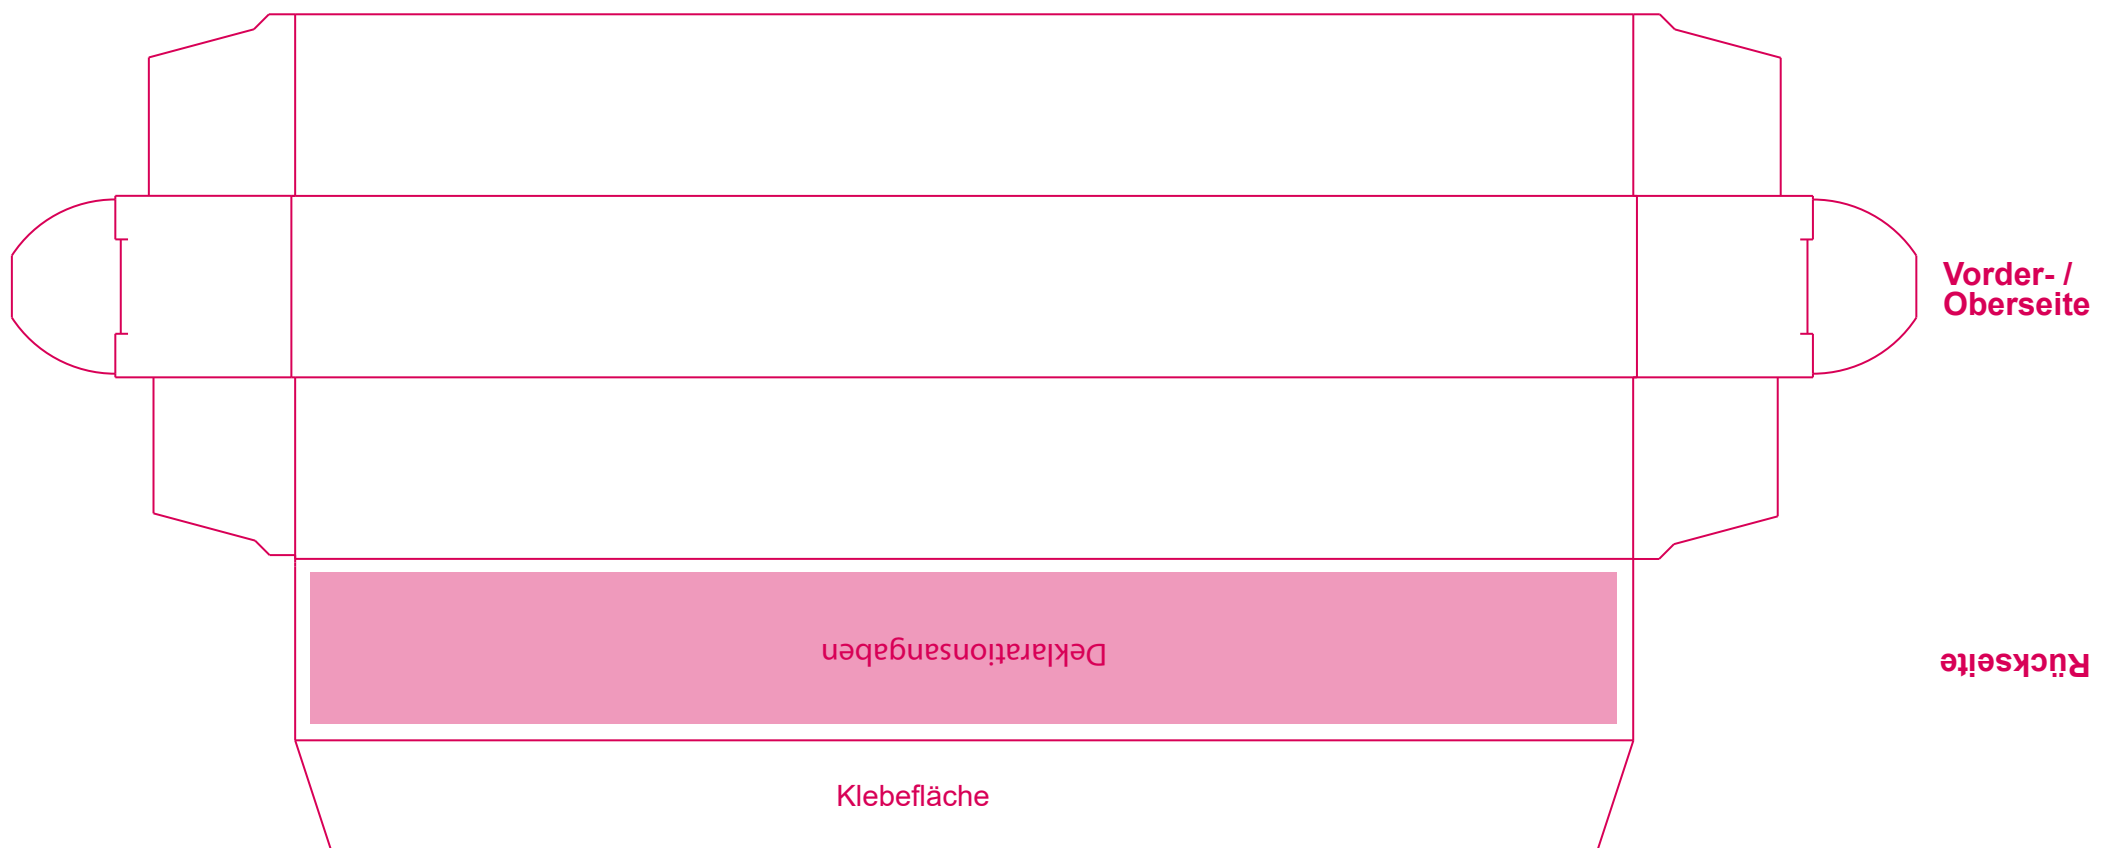 Vorder- /
Oberseite
Deklarationsangaben
Rückseite
Klebefläche